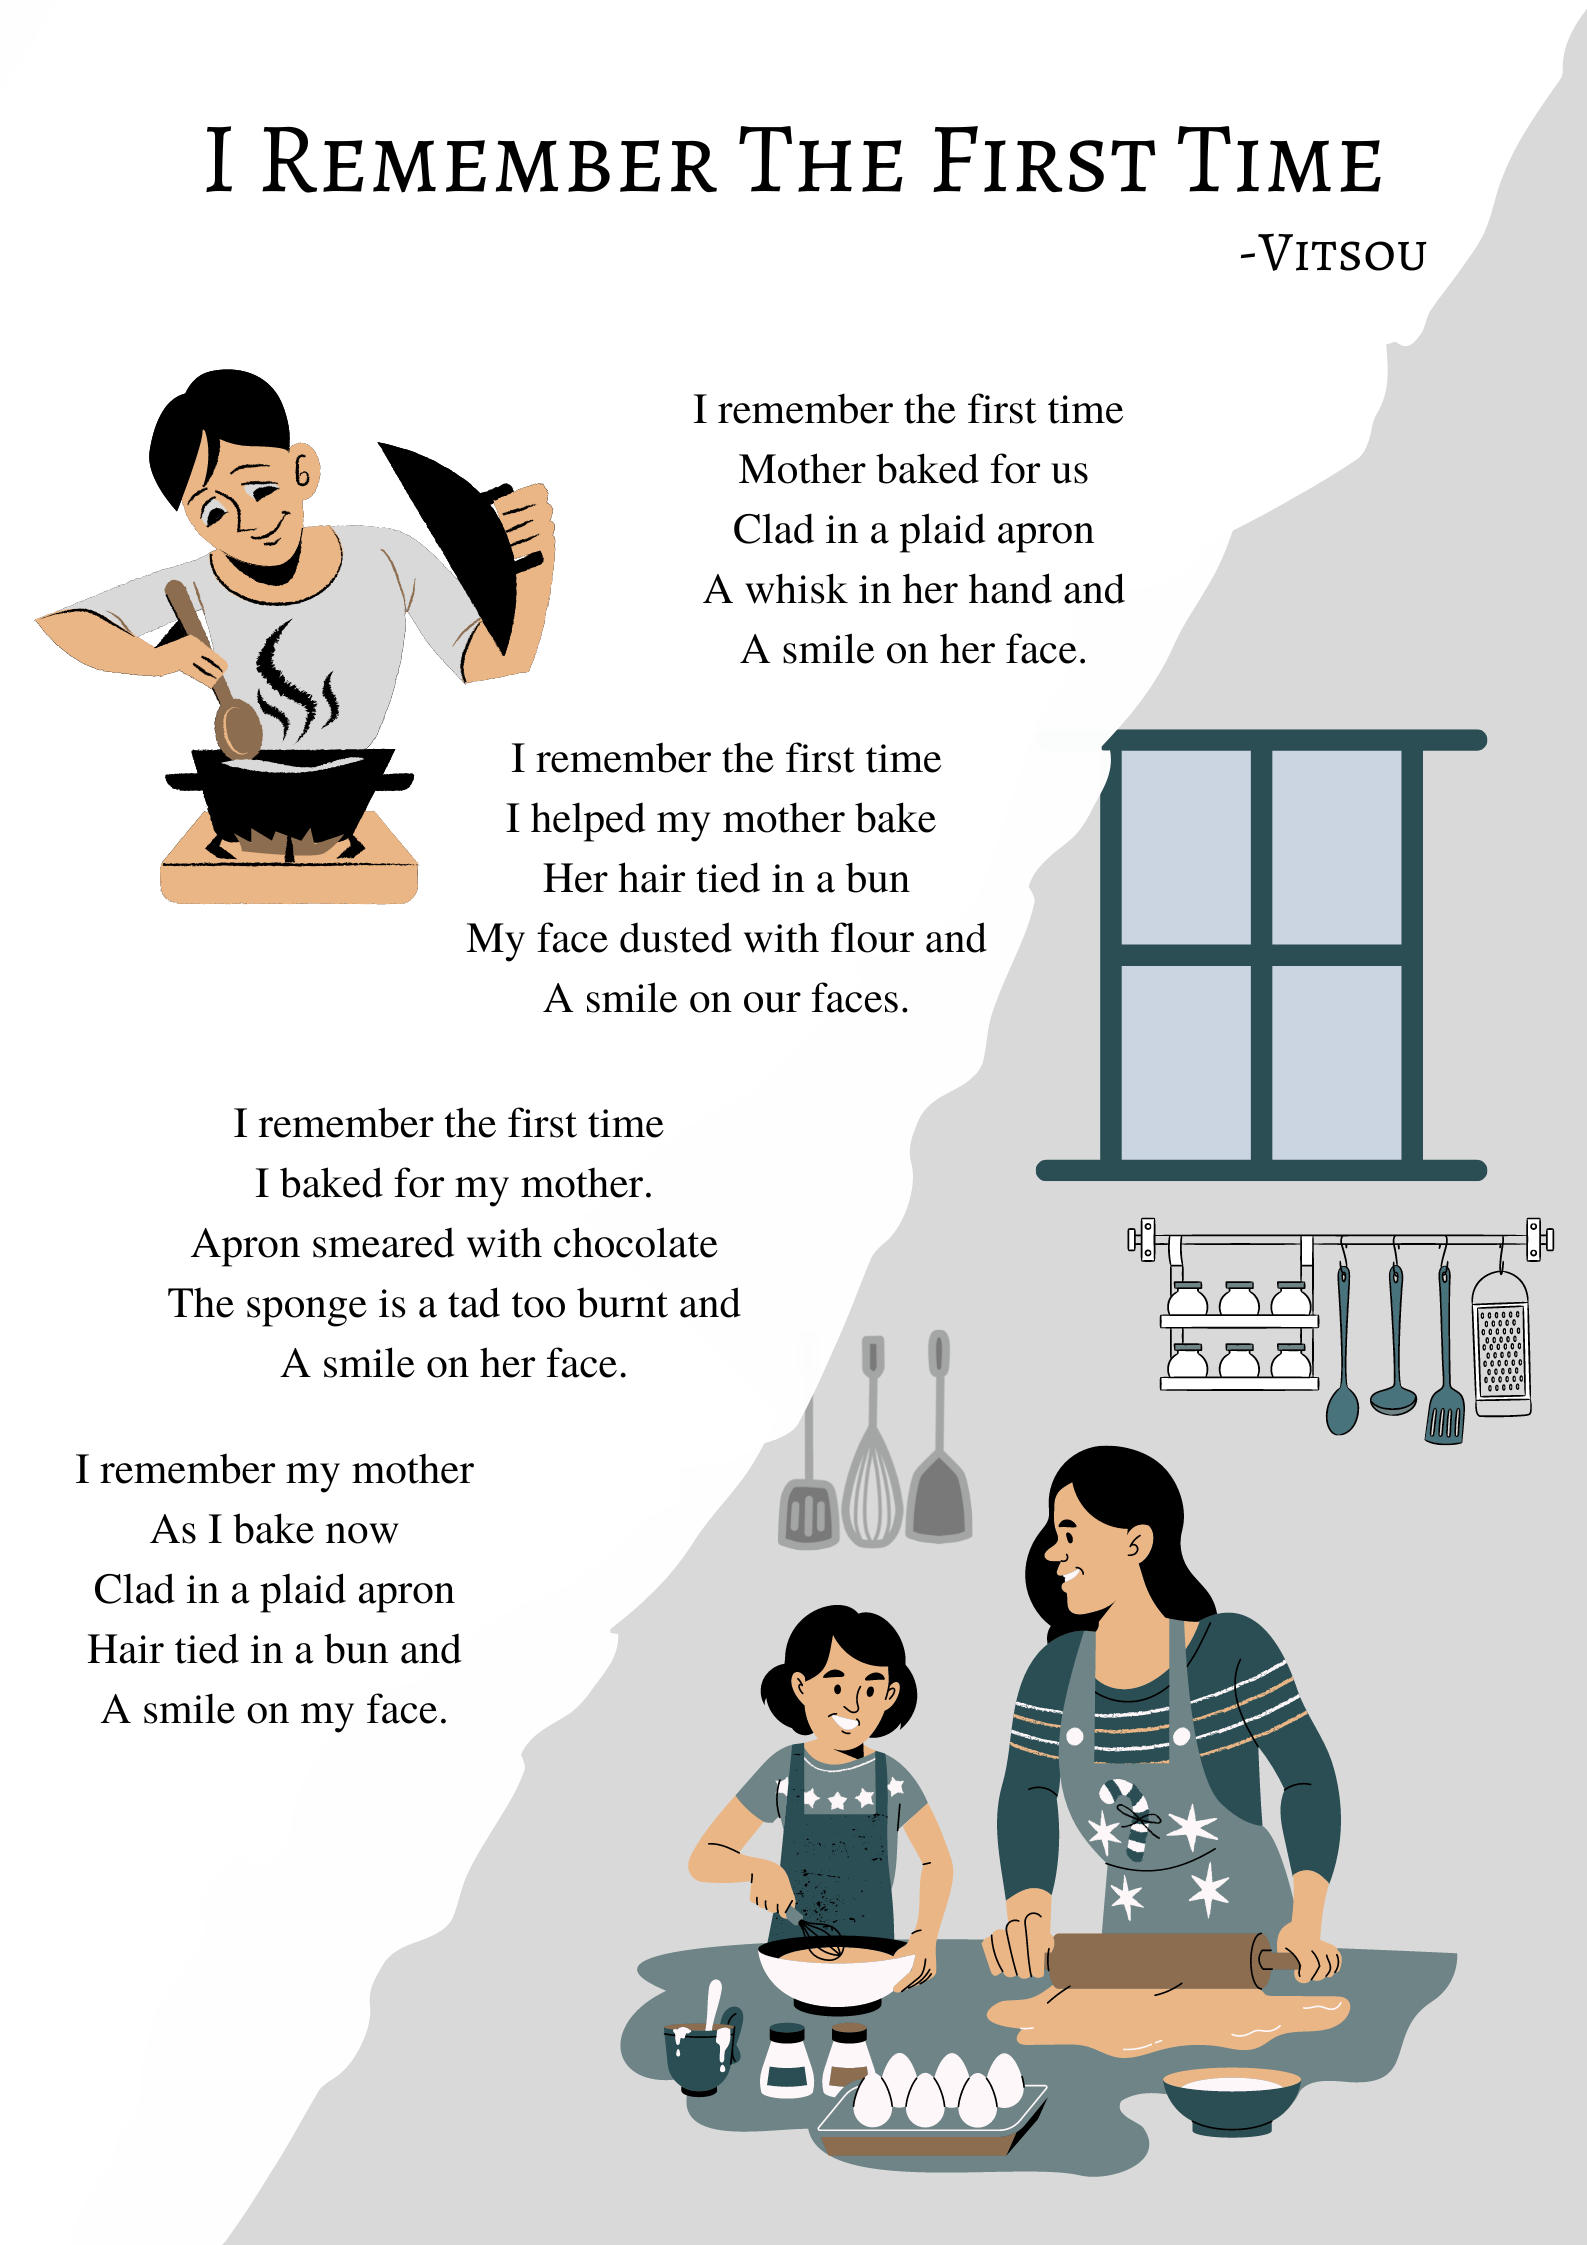 I Remember The First Time
-Vitsou
I remember the first time
Mother baked for us
Clad in a plaid apron
A whisk in her hand and
A smile on her face.
I remember the first time
I helped my mother bake
Her hair tied in a bun
My face dusted with flour and
A smile on our faces.
I remember the first time
I baked for my mother.
Apron smeared with chocolate
The sponge is a tad too burnt and
A smile on her face.
I remember my mother
As I bake now
Clad in a plaid apron
Hair tied in a bun and
A smile on my face.